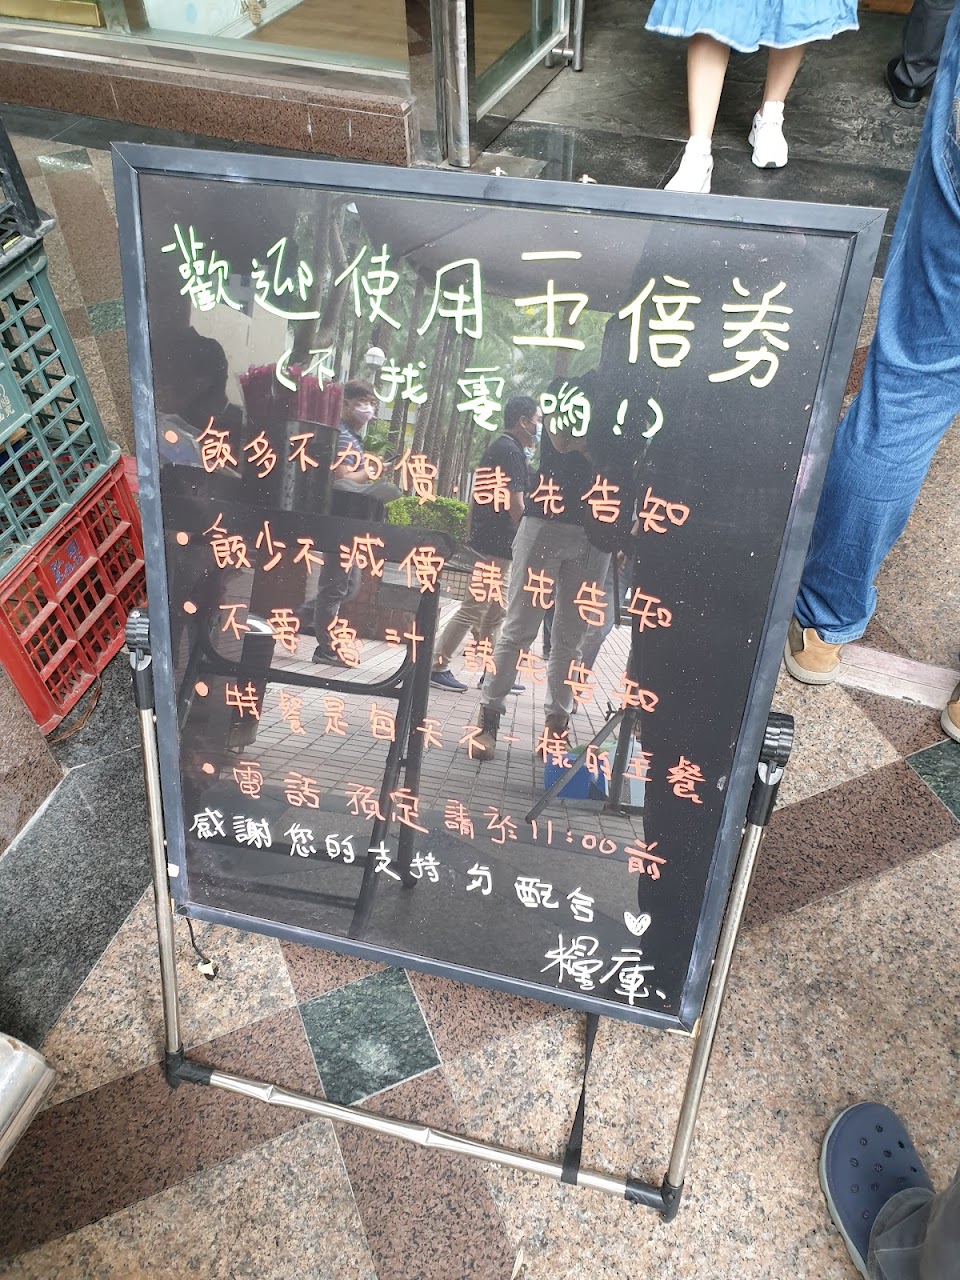 歡迎使用五倍券
(不找零喲!)
• 飯多不加價.請先告知
• 飯少不減價 請先告知
• 不要魯汁.請先告知
• 特餐是每天不一樣的主餐
• 電話預定請於11:00前
感謝您的支持与配合♡
糧庫、